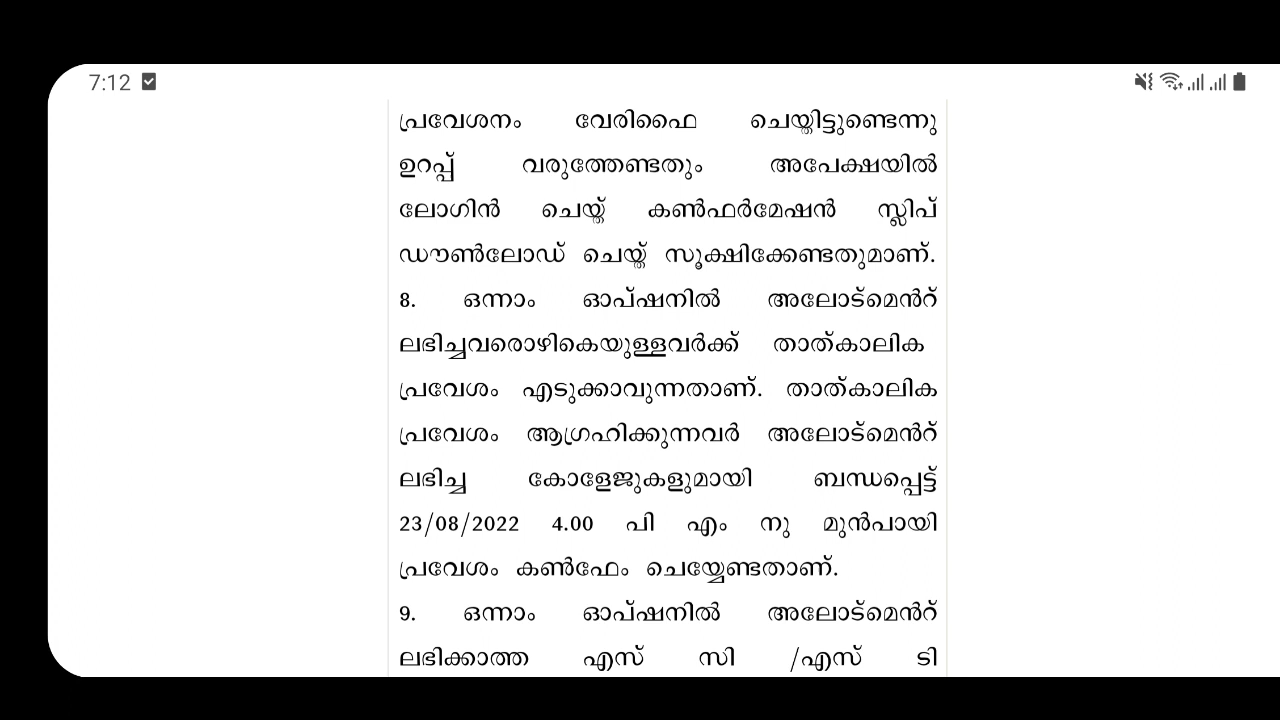 7:12
പ്രവേശനം വേരിഫൈ ചെയ്തിട്ടുണ്ടെന്നു
ഉറപ്പ് വരുത്തേണ്ടതും അപേക്ഷയിൽ
ലോഗിൻ ചെയ്ത് കൺഫർമേഷൻ സ്ലിപ്
ഡൗൺലോഡ് ചെയ്ത് സൂക്ഷിക്കേണ്ടതുമാണ്.
8. ഒന്നാം ഓപ്ഷനിൽ അലോട്മെൻറ്
ലഭിച്ചവരൊഴികെയുള്ളവർക്ക് താത്കാലിക
പ്രവേശം എടുക്കാവുന്നതാണ്. താത്കാലിക
പ്രവേശം ആഗ്രഹിക്കുന്നവർ അലോട്മെൻറ്
ലഭിച്ച കോളേജുകളുമായി ബന്ധപ്പെട്ട്
23/08/2022 4.00 പി എം നു മുൻപായി
പ്രവേശം കൺഫേം ചെയ്യേണ്ടതാണ്.
9. ഒന്നാം ഓപ്ഷനിൽ അലോട്മെൻറ്
ലഭിക്കാത്ത എസ് സി /എസ് ടി